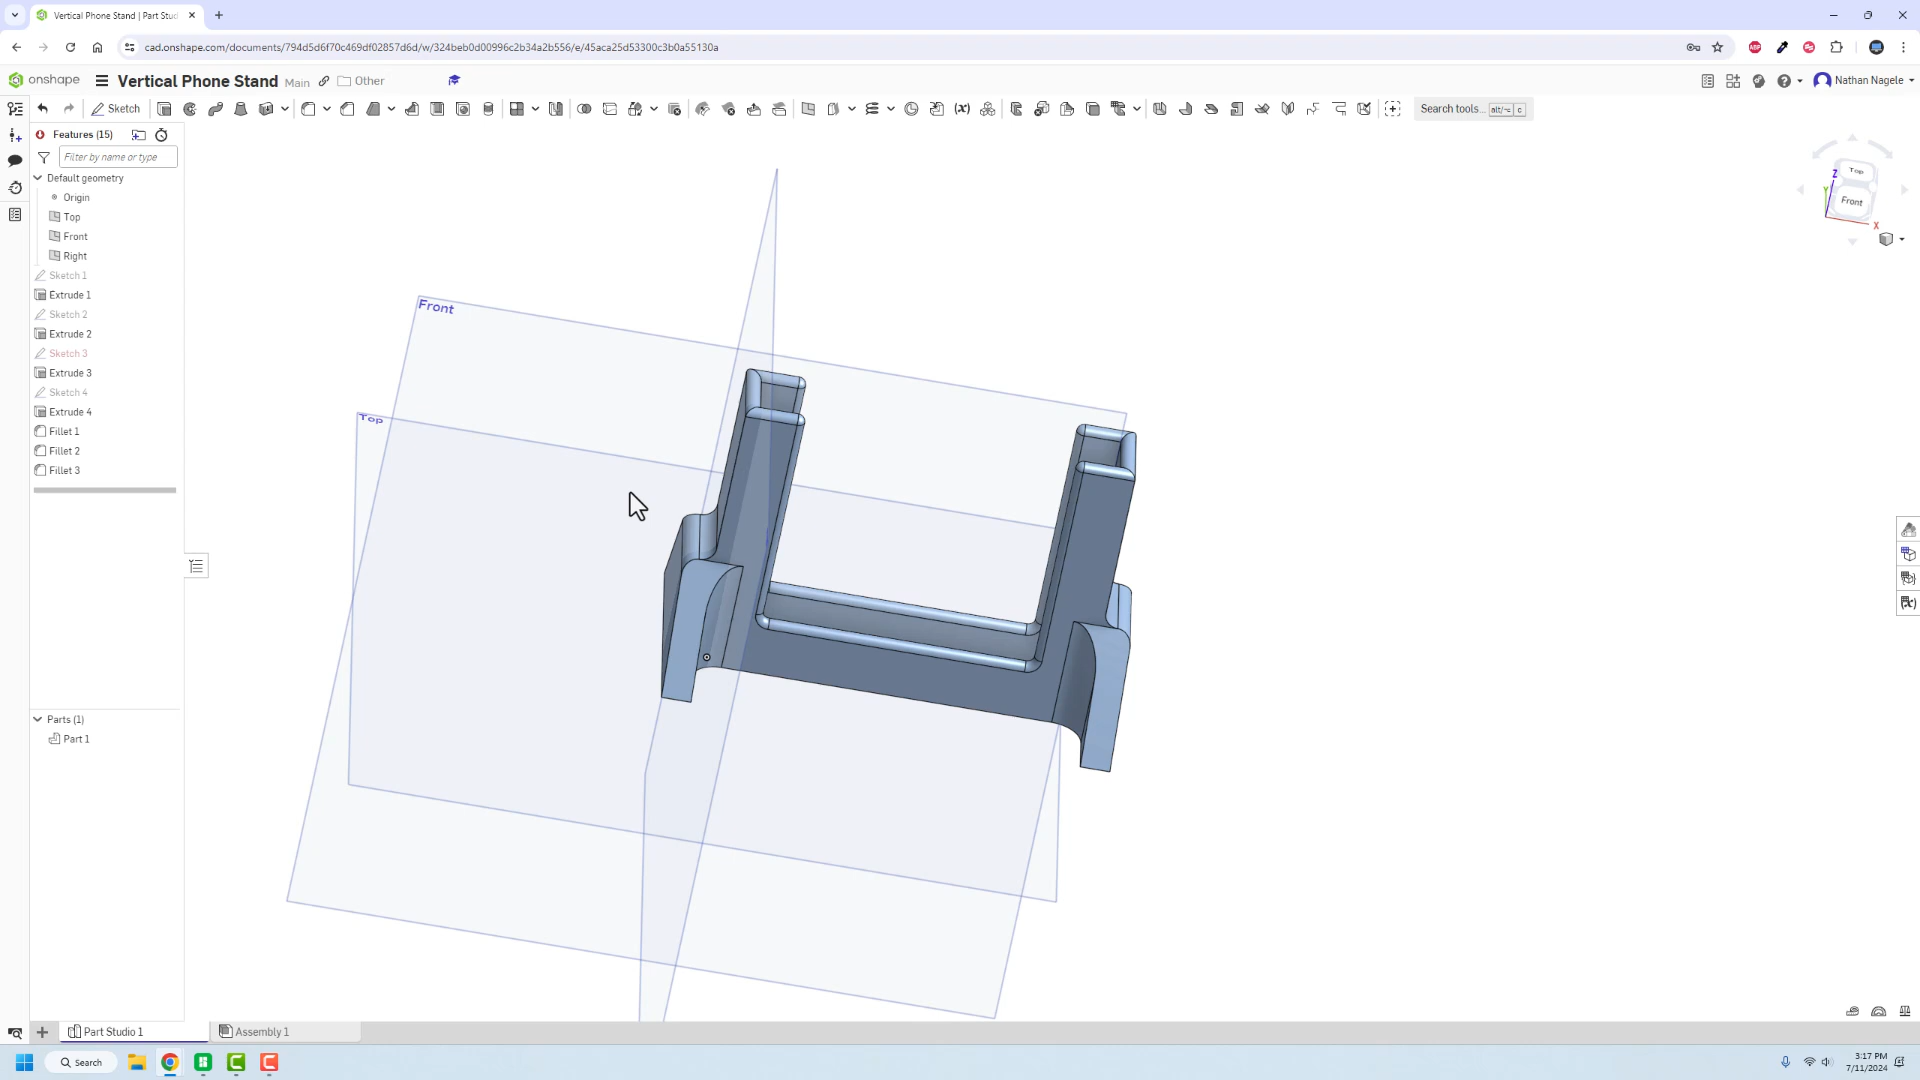 Vertical Phone Stand | Part Studi
cad.onshape.com/documents/794d5d6f70c469df02857d6d/w/324beb0d00996c2b34a2b556/e/45aca25d53300c3b0a55130a
ABP
onshape
Vertical Phone Stand
Main
Other
Nathan Nagele
Sketch
Search tools... alt/⌥ c
Features (15)
Filter by name or type
Default geometry
Origin
Top
Front
Right
Sketch 1
Extrude 1
Sketch 2
Extrude 2
Sketch 3
Extrude 3
Sketch 4
Extrude 4
Fillet 1
Fillet 2
Fillet 3
Parts (1)
Part 1
Front
Top
Top
Front
Z
Y
X
Part Studio 1
Assembly 1
Search
3:17 PM
7/11/2024